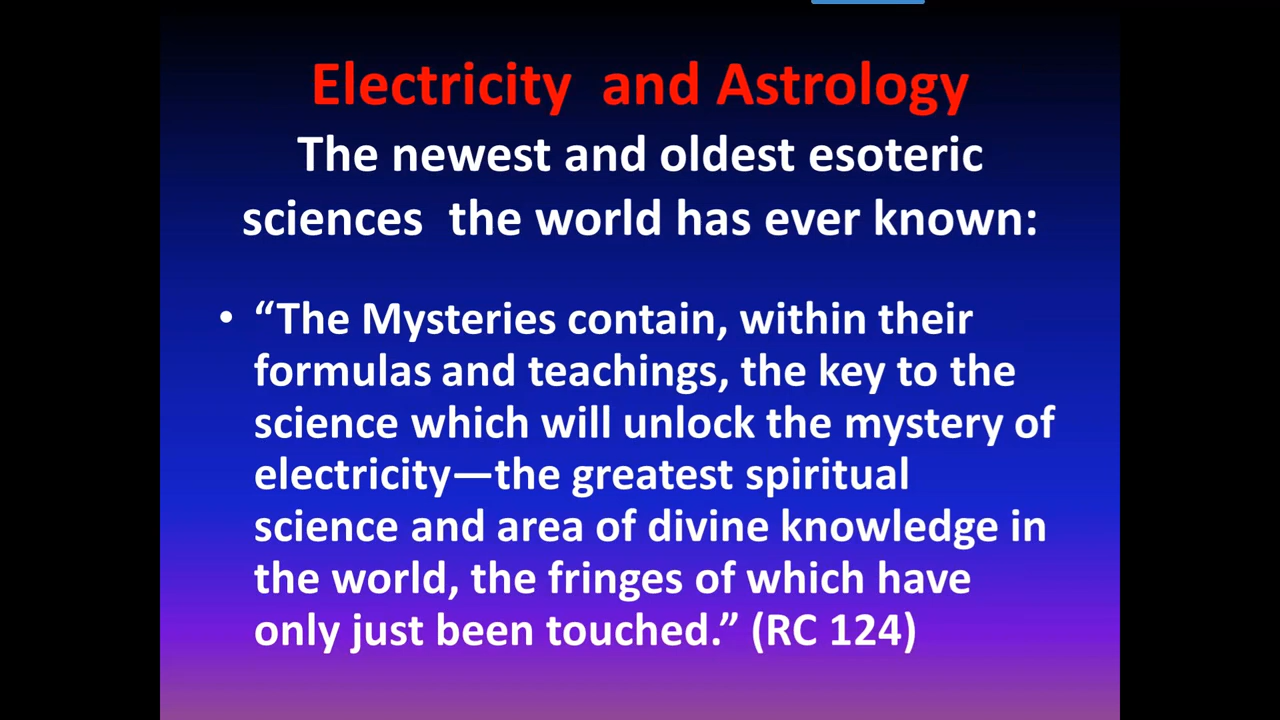 Electricity  and Astrology
The newest and oldest esoteric
sciences  the world has ever known:
• “The Mysteries contain, within their
formulas and teachings, the key to the
science which will unlock the mystery of
electricity—the greatest spiritual
science and area of divine knowledge in
the world, the fringes of which have
only just been touched.” (RC 124)